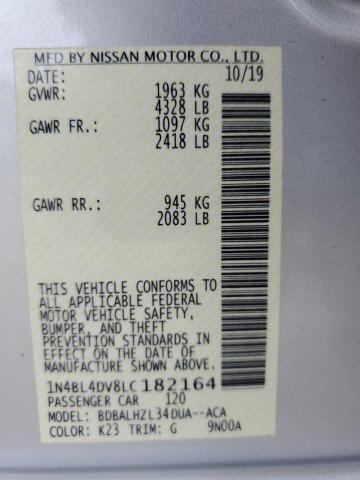 MFD BY NISSAN MOTOR CO., LTD.
DATE: 10/19
GVWR: 1963 KG
4328 LB
GAWR FR.: 1097 KG
2418 LB
GAWR RR.: 945 KG
2083 LB
THIS VEHICLE CONFORMS TO
ALL APPLICABLE FEDERAL
MOTOR VEHICLE SAFETY,
BUMPER, AND THEFT
PREVENTION STANDARDS IN
EFFECT ON THE DATE OF
MANUFACTURE SHOWN ABOVE.
1N4BL4DV8LC182164
PASSENGER CAR 120
MODEL: BDBALHZL34DUA--ACA
COLOR: K23 TRIM: G 9N00A